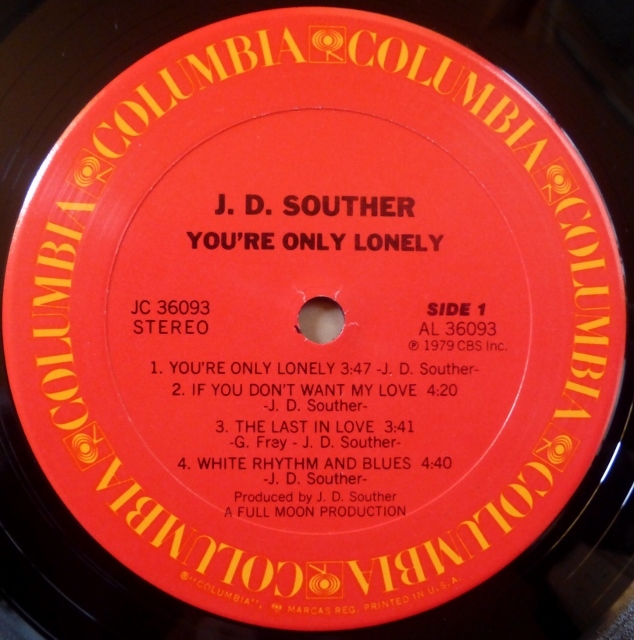 COLUMBIA COLUMBIA COLUMBIA COLUMBIA COLUMBIA COLUMBIA COLUMBIA COLUMBIA
J. D. SOUTHER
YOU'RE ONLY LONELY
JC 36093
STEREO
SIDE 1
AL 36093
℗ 1979 CBS Inc.
1. YOU'RE ONLY LONELY 3:47 -J. D. Souther-
2. IF YOU DON'T WANT MY LOVE 4:20
-J. D. Souther-
3. THE LAST IN LOVE 3:41
-G. Frey - J. D. Souther-
4. WHITE RHYTHM AND BLUES 4:40
-J. D. Souther-
Produced by J. D. Souther
A FULL MOON PRODUCTION
®"COLUMBIA", MARCAS REG. PRINTED IN U.S.A.